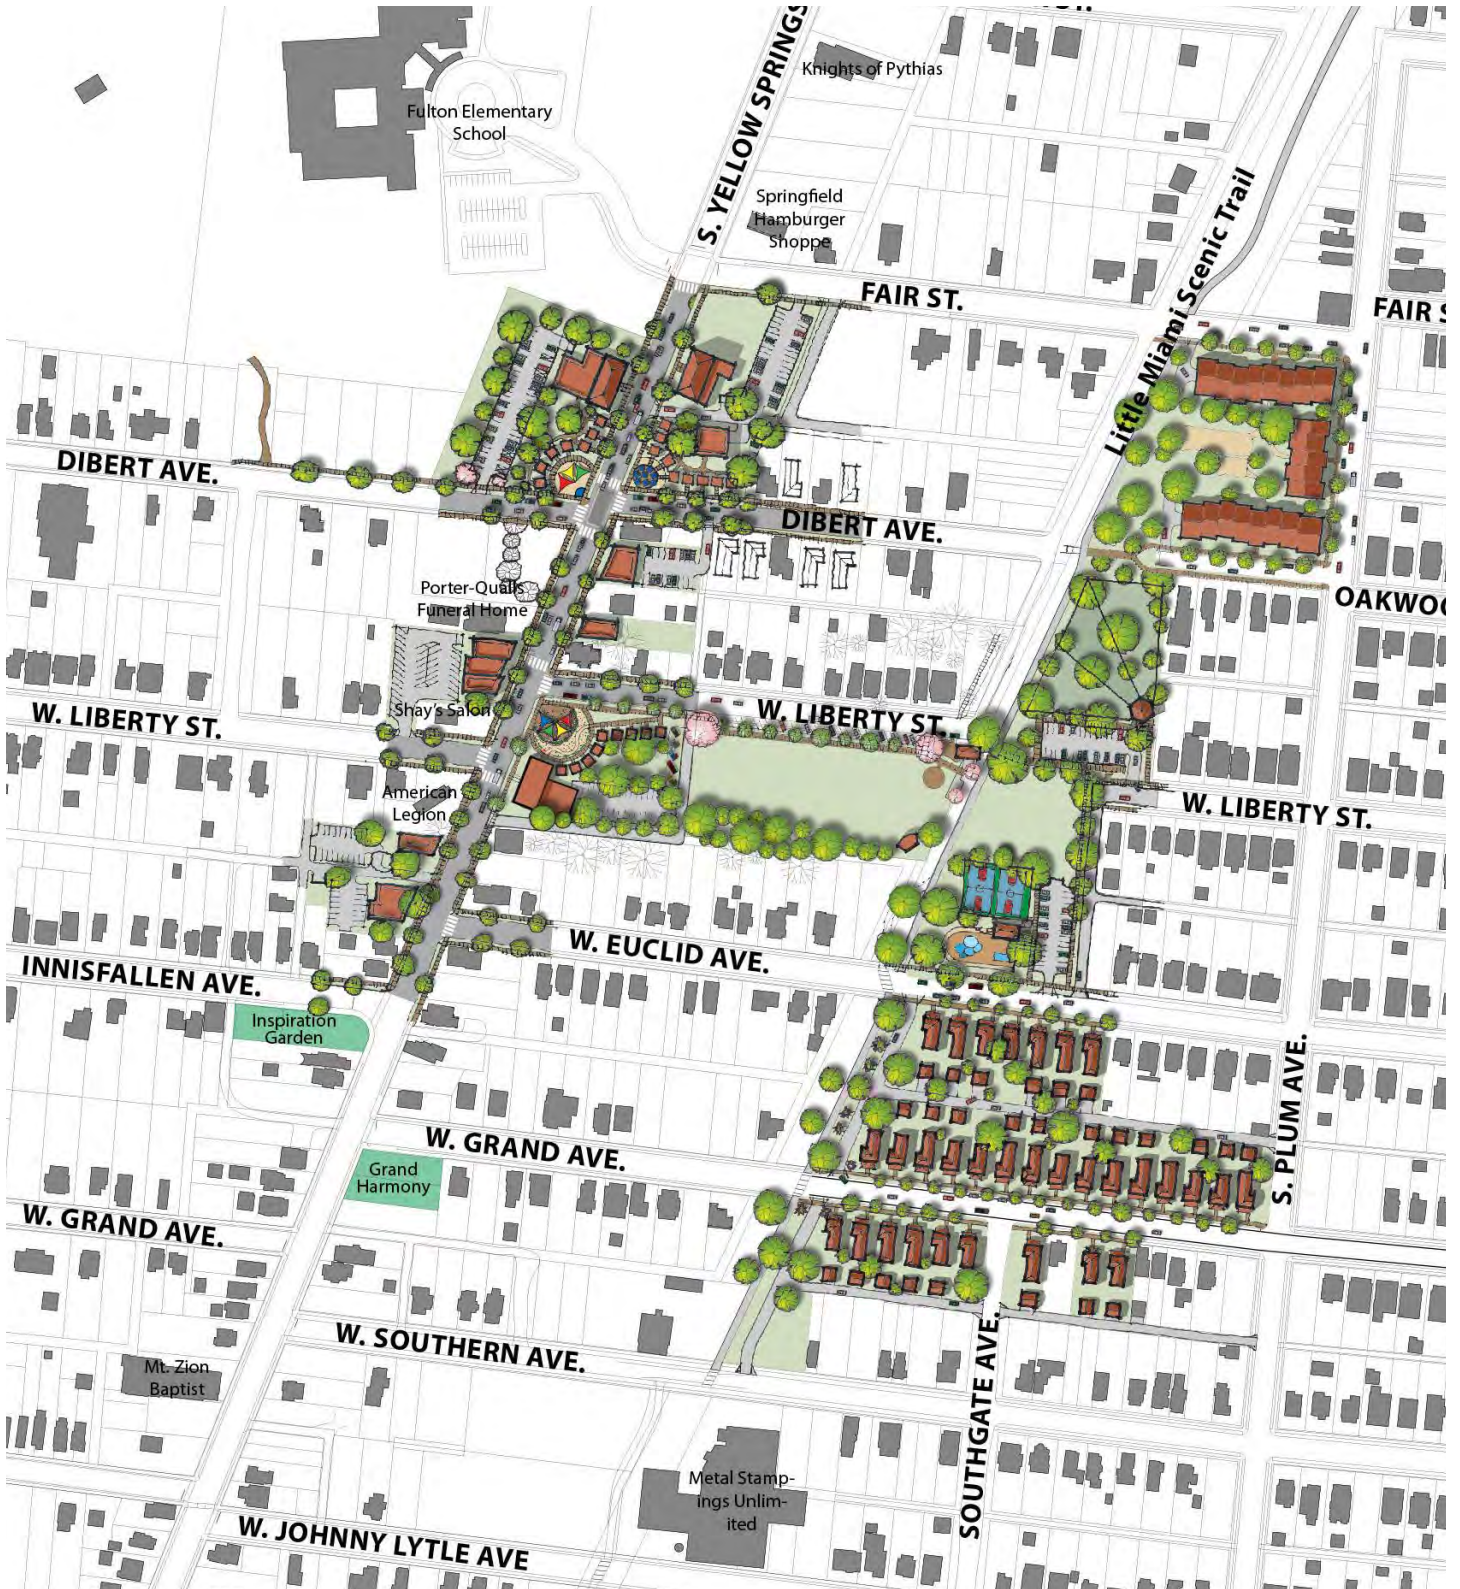 S. YELLOW SPRINGS
Knights of Pythias
Fulton Elementary
School
Little Miami Scenic Trail
Springfield
Hamburger
Shoppe
FAIR ST.
FAIR S
DIBERT AVE.
DIBERT AVE.
Porter-Qualls
Funeral Home
OAKWOO
Shay's Salon
W. LIBERTY ST.
W. LIBERTY ST.
W. LIBERTY ST.
American
Legion
W. EUCLID AVE.
INNISFALLEN AVE.
Inspiration
Garden
S. PLUM AVE.
W. GRAND AVE.
Grand
Harmony
W. GRAND AVE.
W. SOUTHERN AVE.
SOUTHGATE AVE.
Mt. Zion
Baptist
Metal Stamp-
ings Unlim-
ited
W. JOHNNY LYTLE AVE